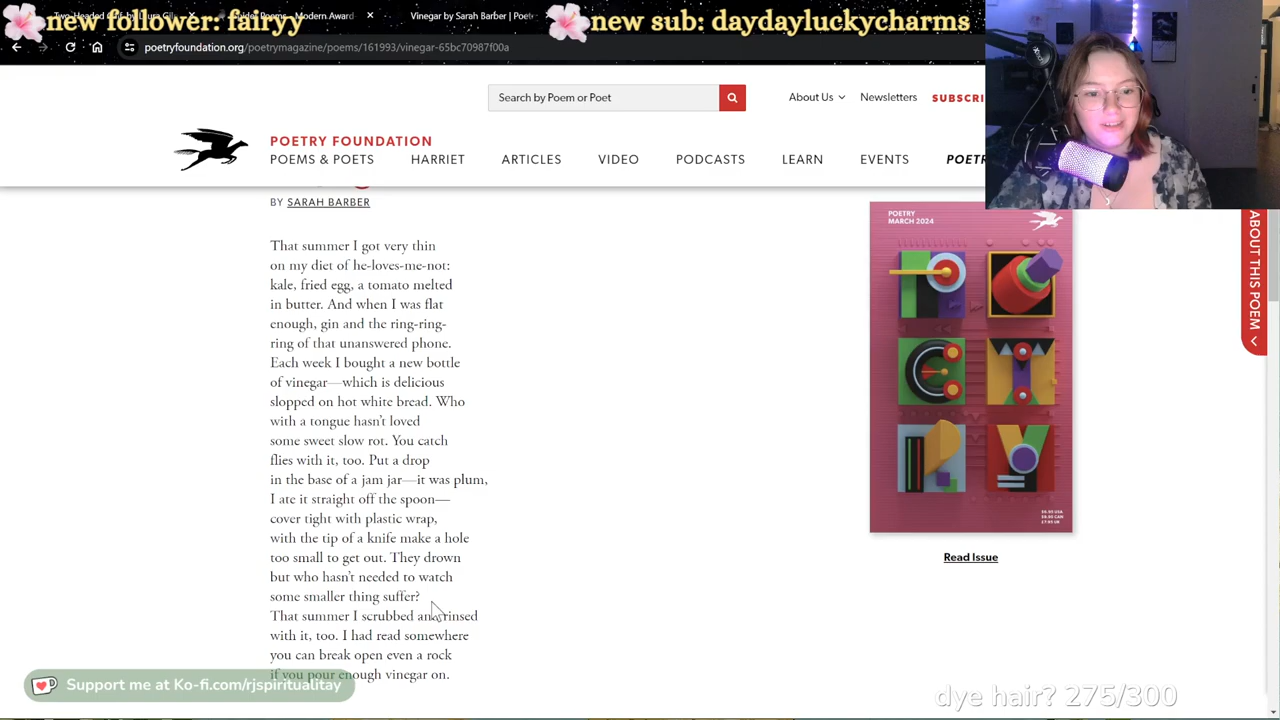 new follower: fairyy
new sub: daydayluckycharms
Poems - Modern Award
Vinegar by Sarah Barber | Poet
poetryfoundation.org/poetrymagazine/poems/161993/vinegar-65bc70987f00a
Search by Poem or Poet
About Us
Newsletters
SUBSCRI
POETRY FOUNDATION
POEMS & POETS
HARRIET
ARTICLES
VIDEO
PODCASTS
LEARN
EVENTS
POETR
BY SARAH BARBER
That summer I got very thin
on my diet of he-loves-me-not:
kale, fried egg, a tomato melted
in butter. And when I was flat
enough, gin and the ring-ring-
ring of that unanswered phone.
Each week I bought a new bottle
of vinegar—which is delicious
slopped on hot white bread. Who
with a tongue hasn’t loved
some sweet slow rot. You catch
flies with it, too. Put a drop
in the base of a jam jar—it was plum,
I ate it straight off the spoon—
cover tight with plastic wrap,
with the tip of a knife make a hole
too small to get out. They drown
but who hasn’t needed to watch
some smaller thing suffer?
That summer I scrubbed and rinsed
with it, too. I had read somewhere
you can break open even a rock
if you pour enough vinegar on.
POETRY
MARCH 2024
Read Issue
ABOUT THIS POEM
Support me at Ko-fi.com/rjspiritualitay
dye hair? 275/300